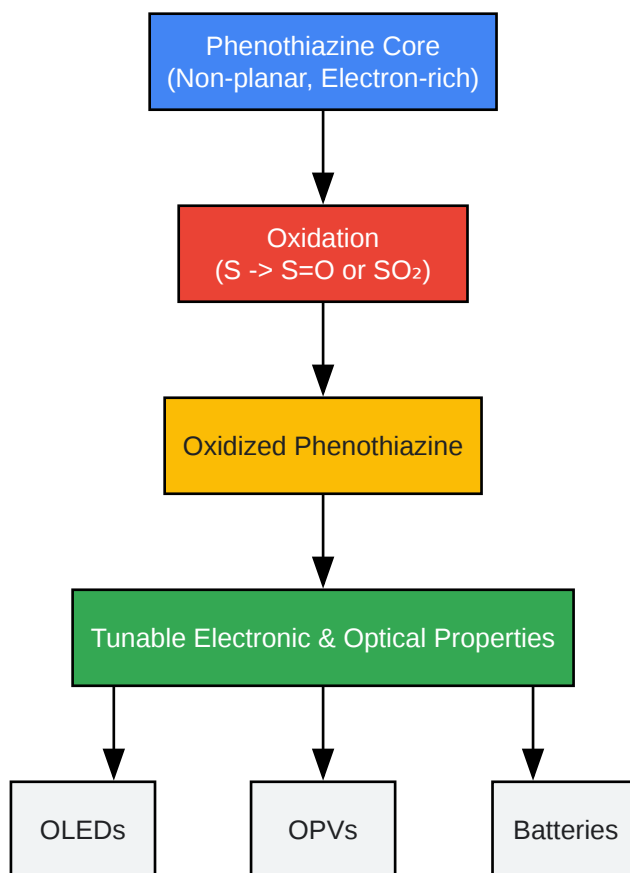 Phenothiazine Core
(Non-planar, Electron-rich)
Oxidation
(S -> S=O or SO₂)
Oxidized Phenothiazine
Tunable Electronic & Optical Properties
OLEDs
OPVs
Batteries